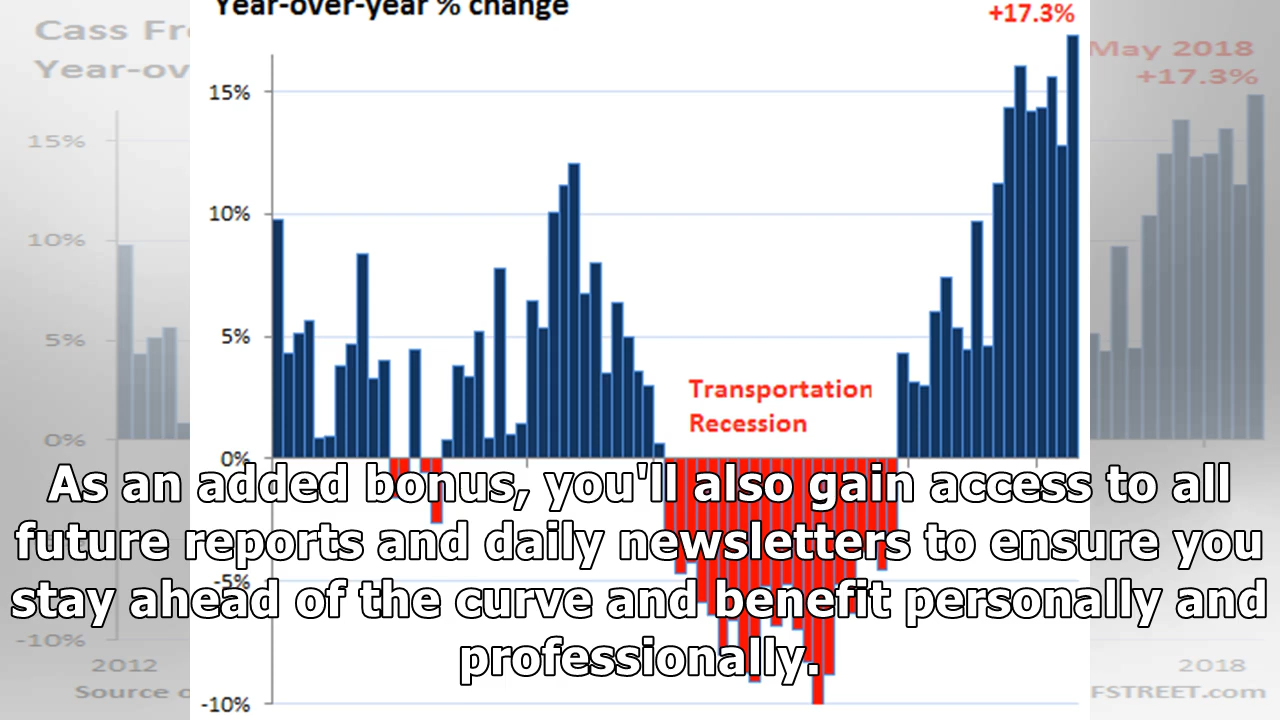 Year-over-year % change
+17.3%
Cass Fr
Year-ov
May 2018
+17.3%
15%
15%
10%
10%
5%
5%
Transportation
Recession
0%
0%
As an added bonus, you'll also gain access to all
future reports and daily newsletters to ensure you
stay ahead of the curve and benefit personally and
professionally.
-5%
-10%
2012
2018
Source o
FSTREET.com
-10%